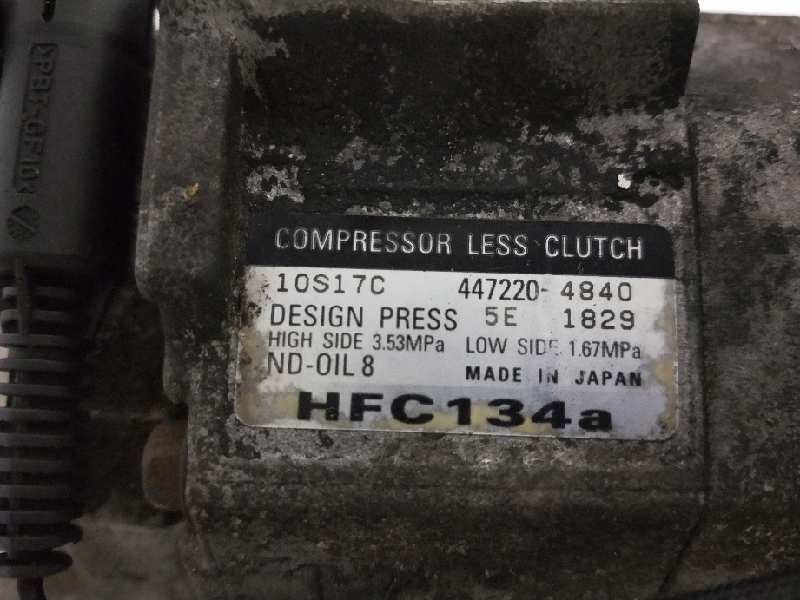 COMPRESSOR LESS CLUTCH
10S17C 447220-4840
DESIGN PRESS 5E 1829
HIGH SIDE 3.53MPa LOW SIDE 1.67MPa
ND-OIL 8 MADE IN JAPAN
HFC134a